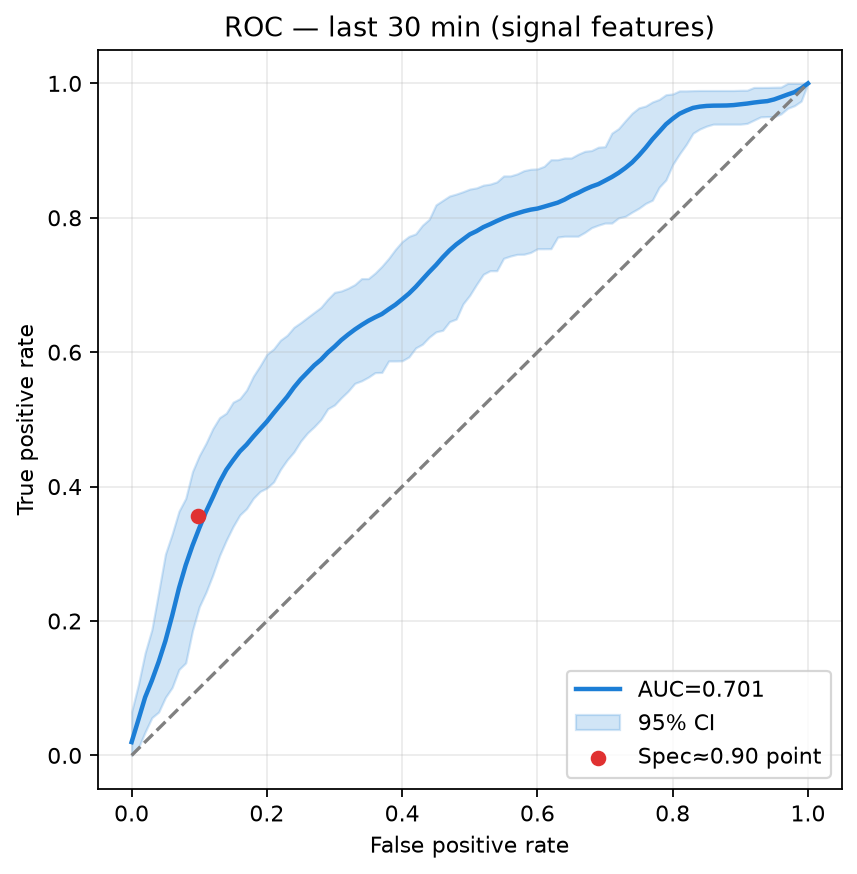 ROC — last 30 min (signal features)
True positive rate
1.0
0.8
0.6
0.4
0.2
0.0
0.0 0.2 0.4 0.6 0.8 1.0
False positive rate
AUC=0.701
95% CI
Spec≈0.90 point